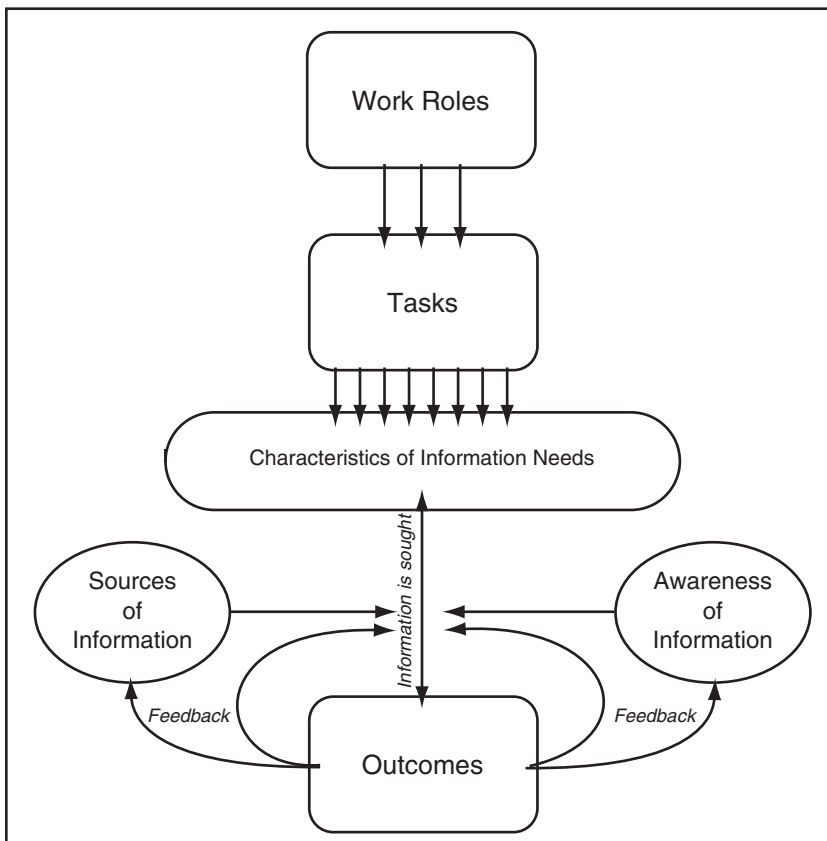 Work Roles
Tasks
Characteristics of Information Needs
Information is sought
Sources
of
Information
Awareness
of
Information
Feedback
Feedback
Outcomes